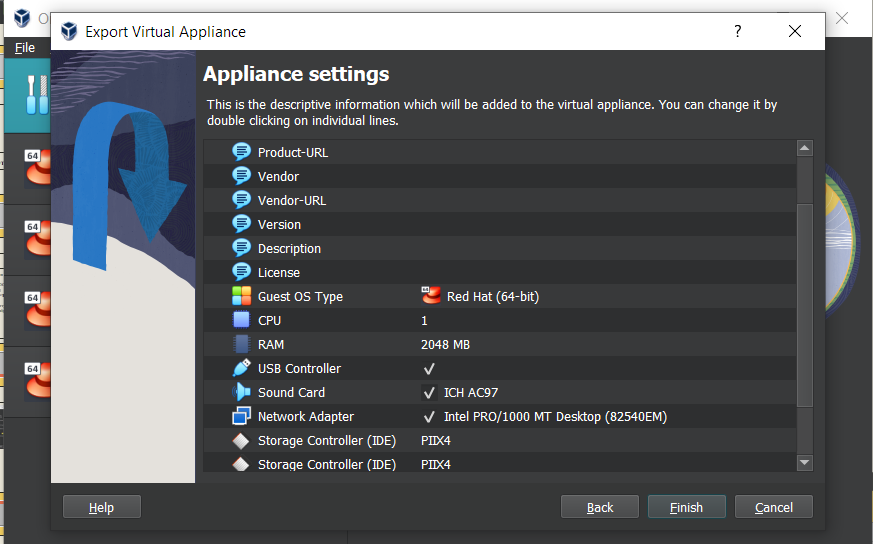 O
Export Virtual Appliance
?
File
Appliance settings
This is the descriptive information which will be added to the virtual appliance. You can change it by
double clicking on individual lines.
Product-URL
Vendor
Vendor-URL
Version
Description
License
Guest OS Type 64 Red Hat (64-bit)
CPU 1
RAM 2048 MB
USB Controller
Sound Card ICH AC97
Network Adapter Intel PRO/1000 MT Desktop (82540EM)
Storage Controller (IDE) PIIX4
Storage Controller (IDE) PIIX4
64
64
64
64
Help Back Finish Cancel